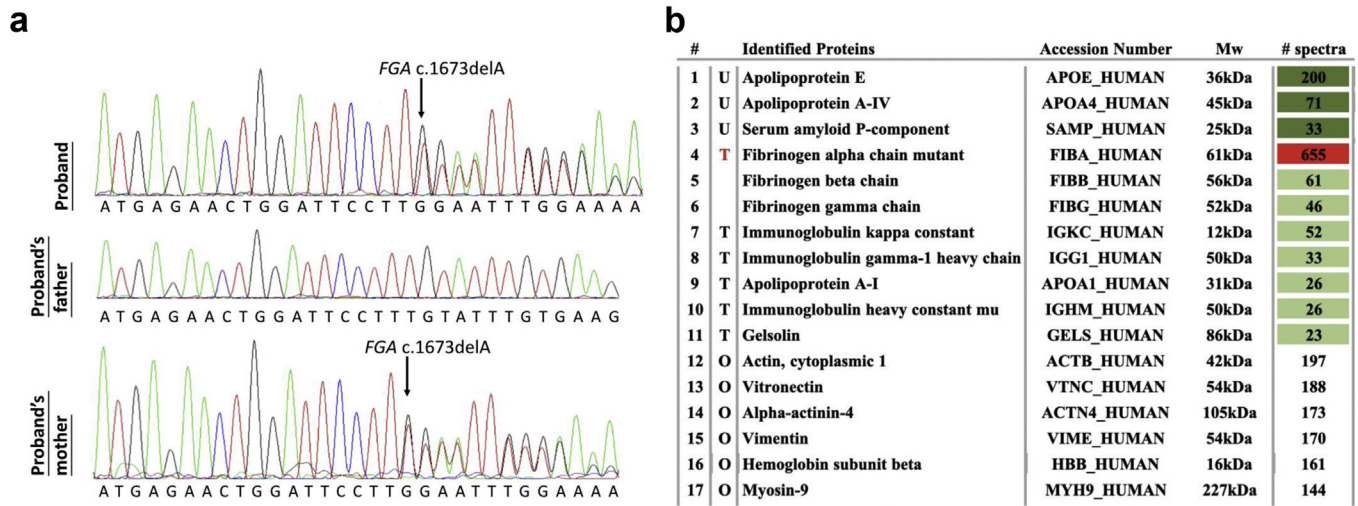 a
FGA c.1673delA
Proband
A T G A G A A C T G G A T T C C T T G G A A T T T G G A A A A
Proband's father
A T G A G A A C T G G A T T C C T T T G T A T T T G T G A A G
FGA c.1673delA
Proband's mother
A T G A G A A C T G G A T T C C T T G G A A T T T G G A A A A
b
# Identified Proteins Accession Number Mw # spectra
1 U Apolipoprotein E APOE_HUMAN 36kDa 200
2 U Apolipoprotein A-IV APOA4_HUMAN 45kDa 71
3 U Serum amyloid P-component SAMP_HUMAN 25kDa 33
4 T Fibrinogen alpha chain mutant FIBA_HUMAN 61kDa 655
5 Fibrinogen beta chain FIBB_HUMAN 56kDa 61
6 Fibrinogen gamma chain FIBG_HUMAN 52kDa 46
7 T Immunoglobulin kappa constant IGKC_HUMAN 12kDa 52
8 T Immunoglobulin gamma-1 heavy chain IGG1_HUMAN 50kDa 33
9 T Apolipoprotein A-I APOA1_HUMAN 31kDa 26
10 T Immunoglobulin heavy constant mu IGHM_HUMAN 50kDa 26
11 T Gelsolin GELS_HUMAN 86kDa 23
12 O Actin, cytoplasmic 1 ACTB_HUMAN 42kDa 197
13 O Vitronectin VTNC_HUMAN 54kDa 188
14 O Alpha-actinin-4 ACTN4_HUMAN 105kDa 173
15 O Vimentin VIME_HUMAN 54kDa 170
16 O Hemoglobin subunit beta HBB_HUMAN 16kDa 161
17 O Myosin-9 MYH9_HUMAN 227kDa 144